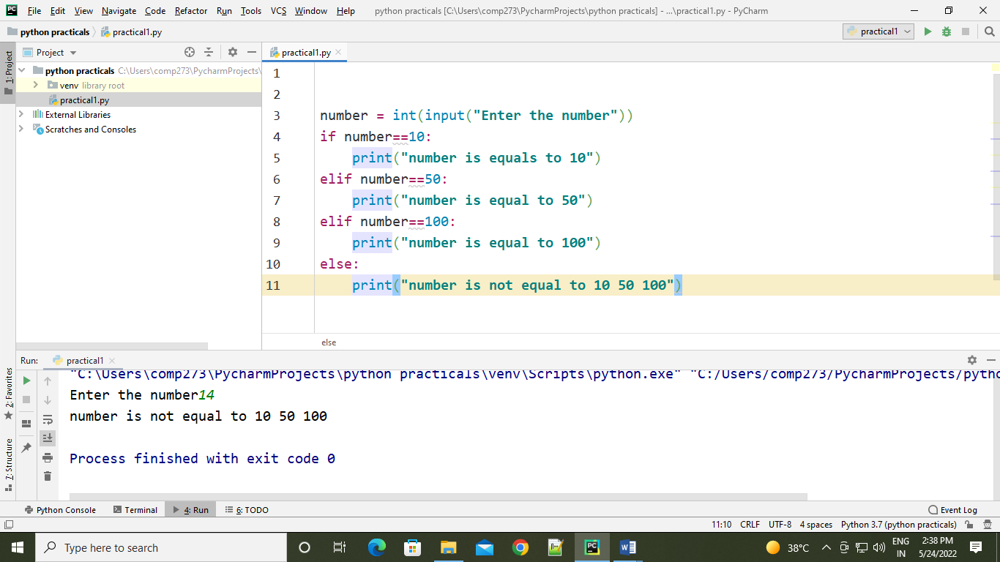 File Edit View Navigate Code Refactor Run Tools VCS Window Help python practicals [C:\Users\comp273\PycharmProjects\python practicals] - ...\practical1.py - PyCharm
python practicals practical1.py practical1
1: Project
Project
practical1.py
python practicals C:\Users\comp273\PycharmProjects\
venv library root
practical1.py
External Libraries
Scratches and Consoles
1
2
3 number = int(input("Enter the number"))
4 if number==10:
5 print("number is equals to 10")
6 elif number==50:
7 print("number is equal to 50")
8 elif number==100:
9 print("number is equal to 100")
10 else:
11 print("number is not equal to 10 50 100")
else
Run: practical1
2: Favorites
7: Structure
"C:\Users\comp273\PycharmProjects\python practicals\venv\Scripts\python.exe" "C:/Users/comp273/PycharmProjects/pytho
Enter the number14
number is not equal to 10 50 100
Process finished with exit code 0
Python Console Terminal 4: Run 6: TODO Event Log
11:10 CRLF UTF-8 4 spaces Python 3.7 (python practicals)
Type here to search
38°C
ENG
IN
2:38 PM
5/24/2022